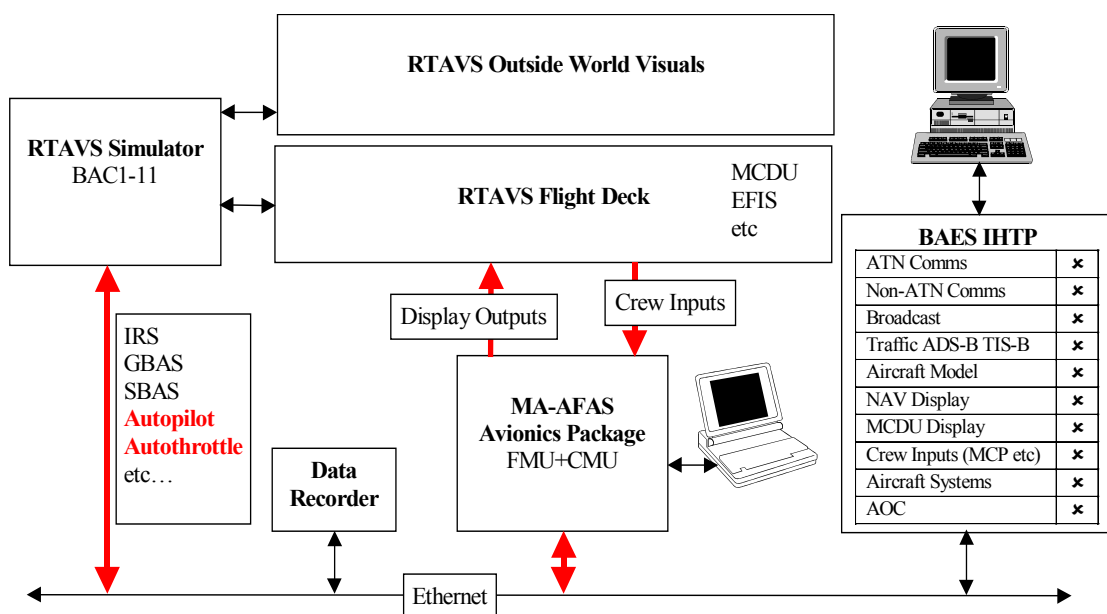 RTAVS Outside World Visuals
RTAVS Simulator
BAC1-11
RTAVS Flight Deck
MCDU
EFIS
etc
BAES IHTP
ATN Comms ×
Non-ATN Comms ×
Broadcast ×
Traffic ADS-B TIS-B ×
Aircraft Model ×
NAV Display ×
MCDU Display ×
Crew Inputs (MCP etc) ×
Aircraft Systems ×
AOC ×
Display Outputs
Crew Inputs
IRS
GBAS
SBAS
Autopilot
Autothrottle
etc…
MA-AFAS
Avionics Package
FMU+CMU
Data
Recorder
Ethernet